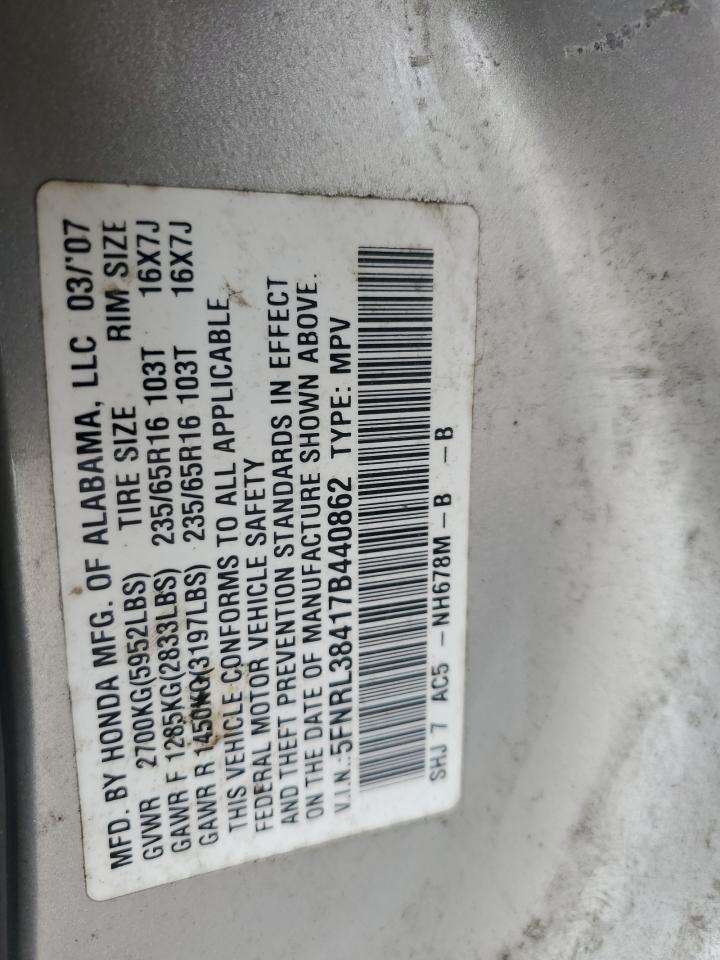 MFD. BY HONDA MFG. OF ALABAMA, LLC 03/'07
GVWR 2700KG(5952LBS) TIRE SIZE RIM SIZE
GAWR F 1285KG(2833LBS) 235/65R16 103T 16X7J
GAWR R 1450KG(3197LBS) 235/65R16 103T 16X7J
THIS VEHICLE CONFORMS TO ALL APPLICABLE
FEDERAL MOTOR VEHICLE SAFETY
AND THEFT PREVENTION STANDARDS IN EFFECT
ON THE DATE OF MANUFACTURE SHOWN ABOVE.
V.I.N.:5FNRL38417B440862 TYPE: MPV
SHJ 7 AC5 -NH678M-B -B